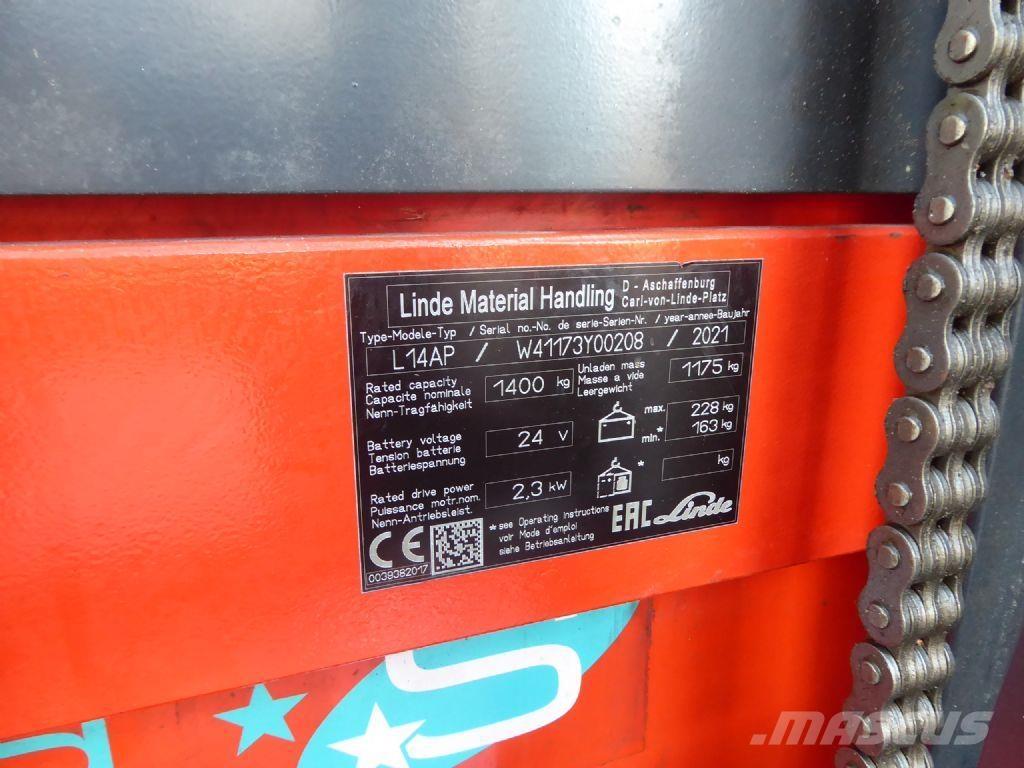 Linde Material Handling D - Aschaffenburg
Carl-von-Linde-Platz
Type-Modele-Typ / Serial no.-No. de serie-Serien-Nr. / year-annee-Baujahr
L14AP / W41173Y00208 / 2021
Rated capacity
Capacite nominale
Nenn-Tragfähigkeit
1400 kg
Unladen mass
Masse a vide
Leergewicht
1175 kg
Battery voltage
Tension batterie
Batteriespannung
24 V
max. 228 kg
min.* 163 kg
Rated drive power
Puissance motr.nom.
Nenn-Antriebsleist.
2,3 kW
* kg
CE
0039382017
*see Operating instructions
voir Mode d'emploi
siehe Betriebsanleitung
EAC Linde
S
MASCUS